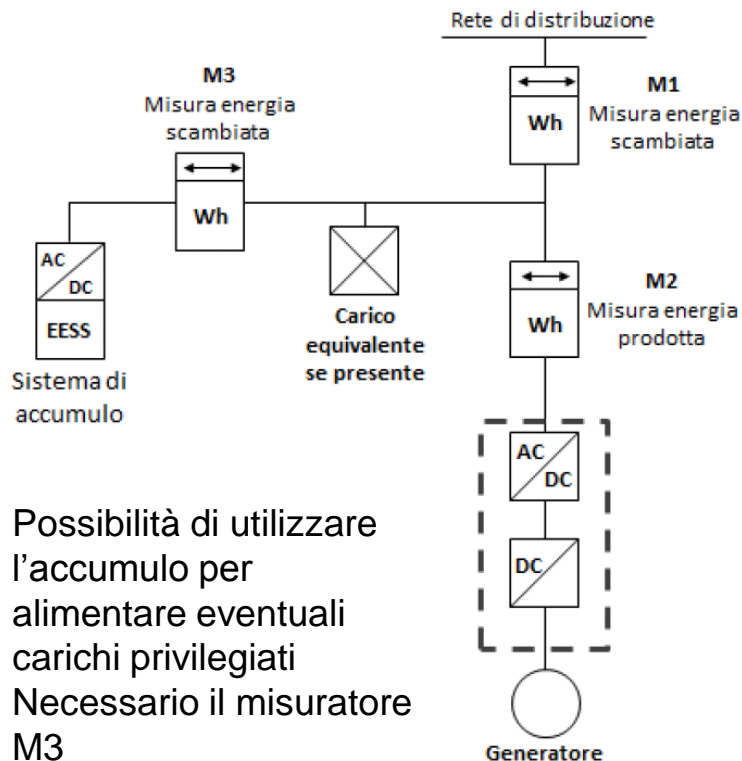 Rete di distribuzione
M3
Misura energia
scambiata
Wh
M1
Misura energia
scambiata
Wh
AC
DC
EESS
Sistema di
accumulo
Carico
equivalente
se presente
M2
Misura energia
prodotta
Wh
AC
DC
DC
Generatore
Possibilità di utilizzare
l’accumulo per
alimentare eventuali
carichi privilegiati
Necessario il misuratore
M3